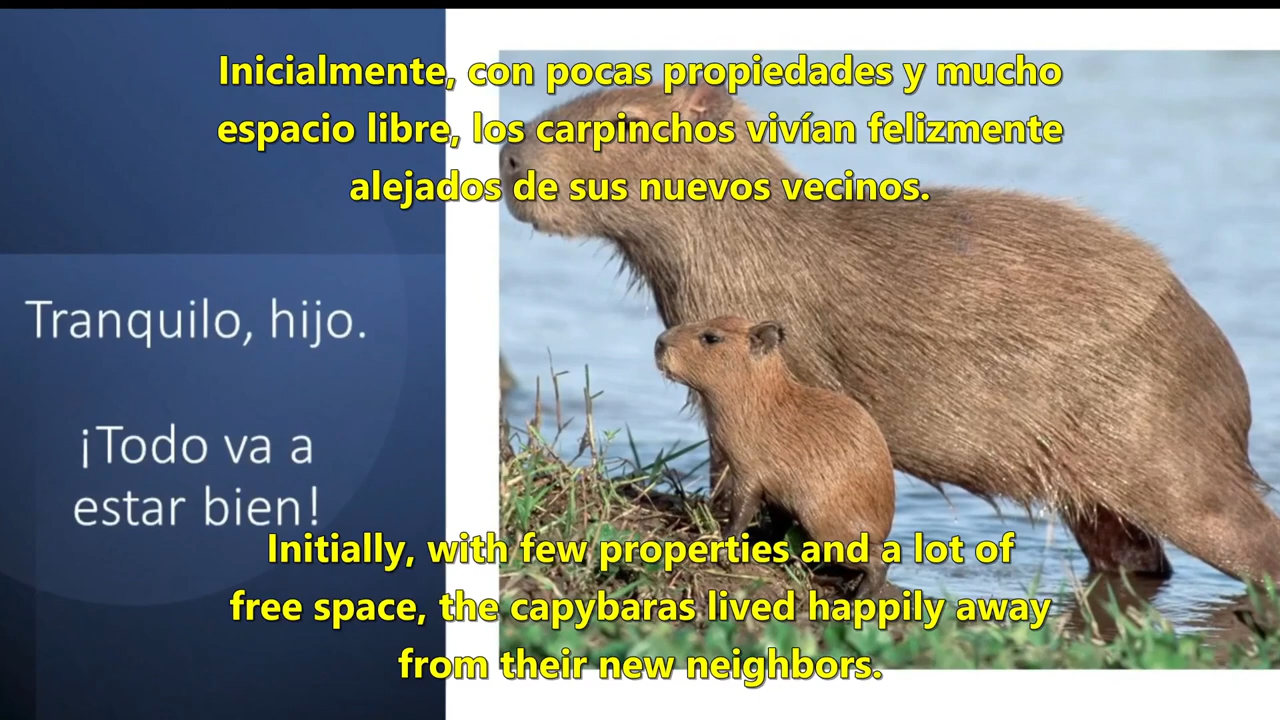 Inicialmente, con pocas propiedades y mucho
espacio libre, los carpinchos vivían felizmente
alejados de sus nuevos vecinos.
Tranquilo, hijo.
¡Todo va a
estar bien!
Initially, with few properties and a lot of
free space, the capybaras lived happily away
from their new neighbors.